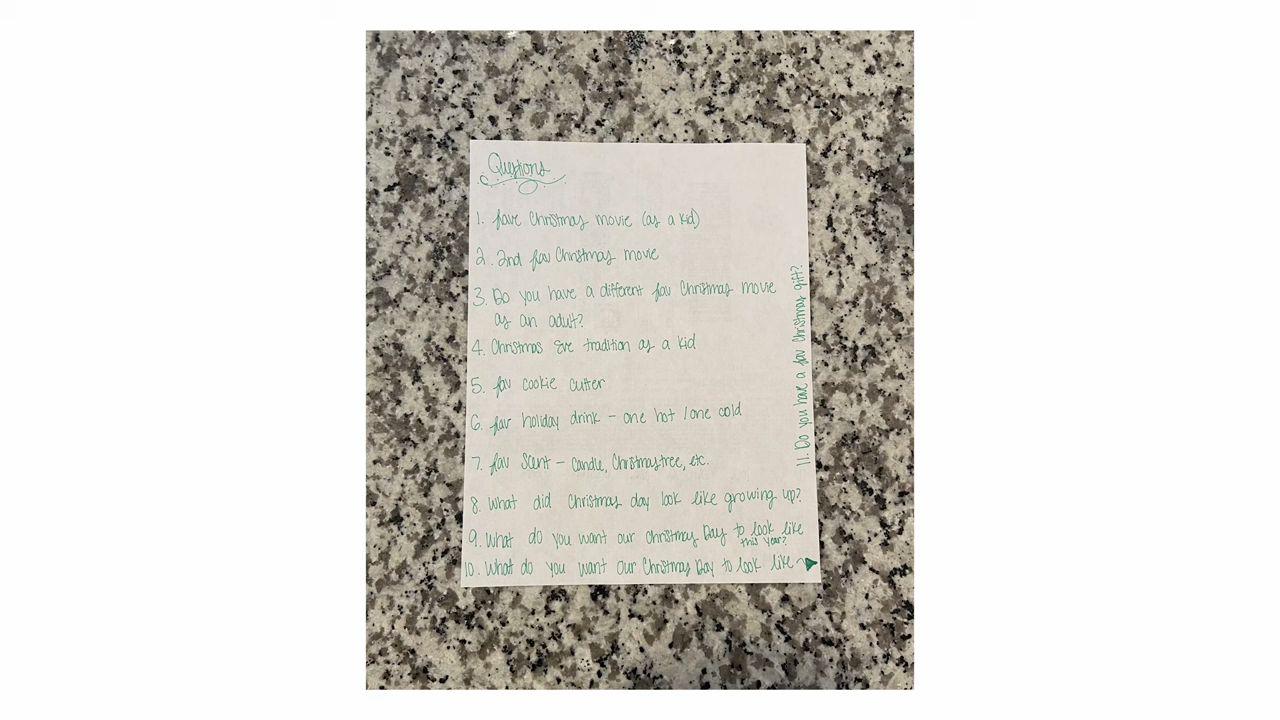 Questions
1. fave Christmas movie (as a kid)
2. 2nd fav Christmas movie
3. Do you have a different fav Christmas movie
as an adult?
4. Christmas Eve tradition as a kid
5. fav cookie cutter
6. fav holiday drink – one hot / one cold
7. fav scent – candle, Christmas tree, etc.
8. What did Christmas day look like growing up?
9. What do you want our Christmas Day to look like
this year?
10. What do you want our Christmas Day to look like
11. Do you have a fav Christmas gift?